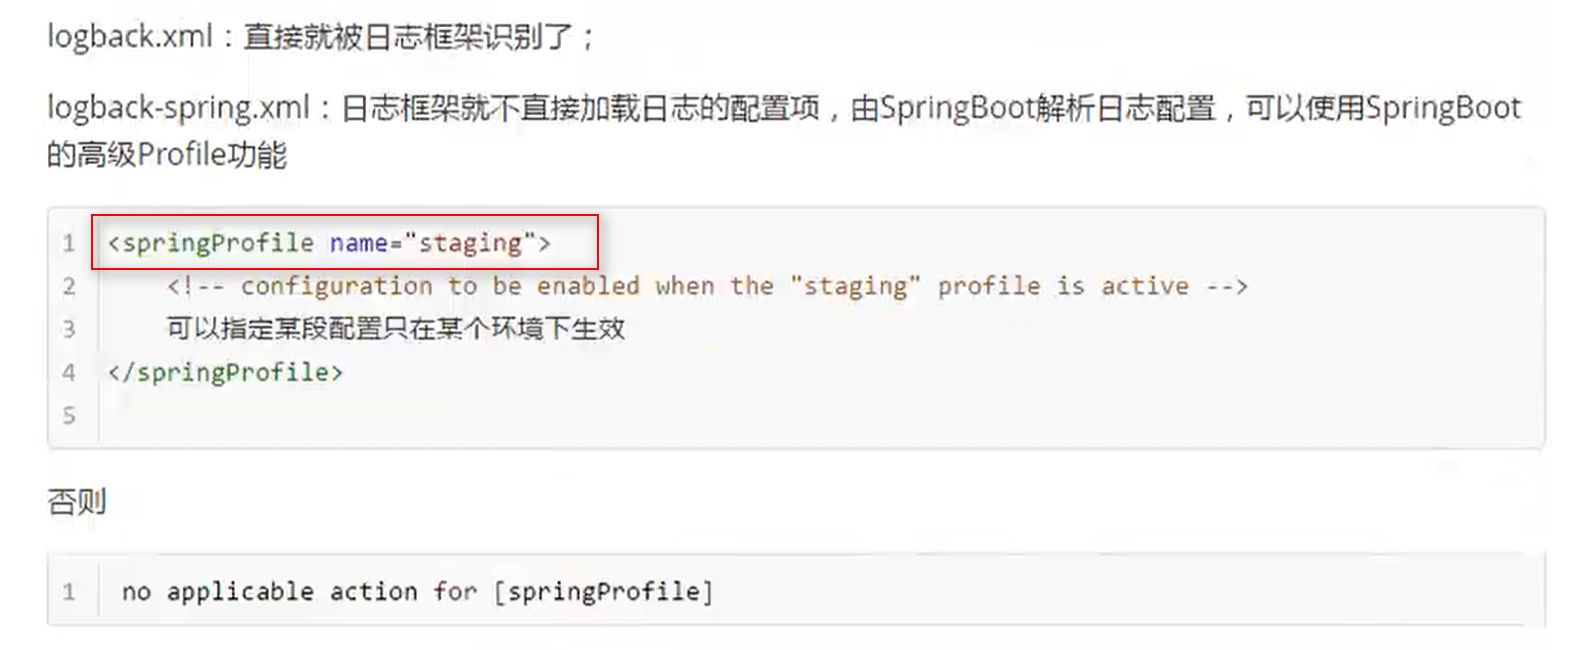 logback.xml：直接就被日志框架识别了；
logback-spring.xml：日志框架就不直接加载日志的配置项，由SpringBoot解析日志配置，可以使用SpringBoot
的高级Profile功能
1 <springProfile name="staging">
2 <!-- configuration to be enabled when the "staging" profile is active -->
3 可以指定某段配置只在某个环境下生效
4 </springProfile>
5
否则
1 no applicable action for [springProfile]